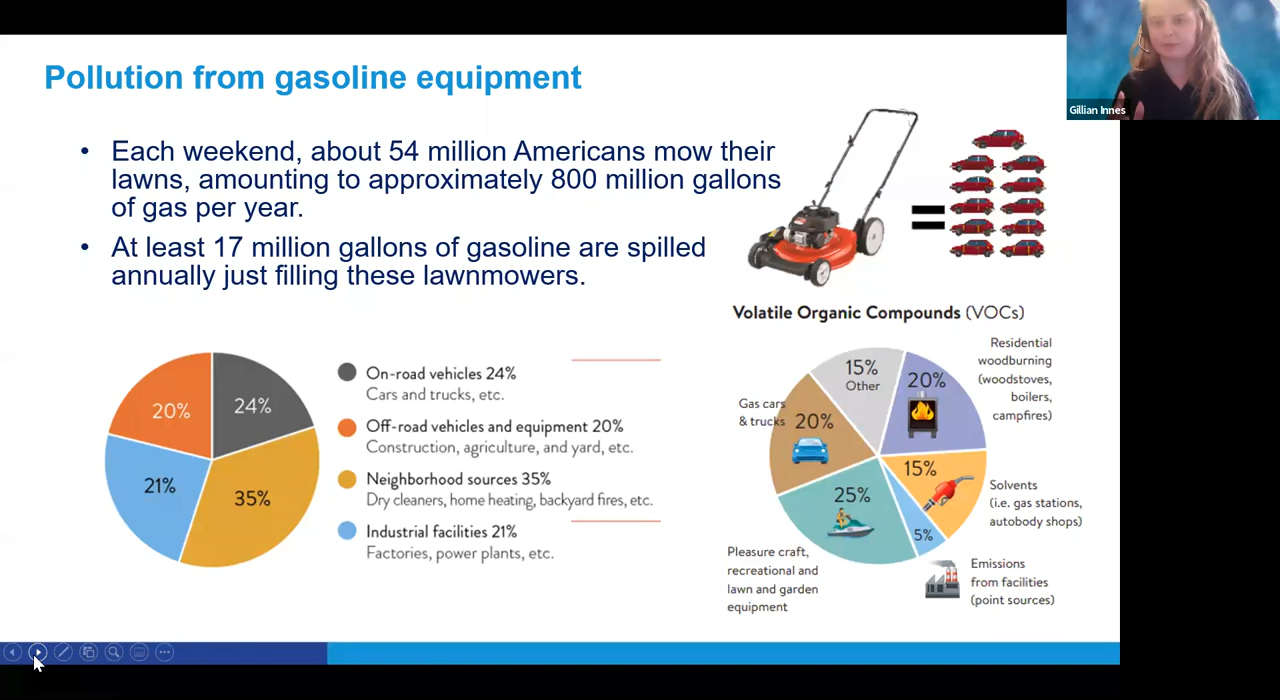 Pollution from gasoline equipment
Gillian Innes
• Each weekend, about 54 million Americans mow their
lawns, amounting to approximately 800 million gallons
of gas per year.
• At least 17 million gallons of gasoline are spilled
annually just filling these lawnmowers.
20%
24%
21%
35%
On-road vehicles 24%
Cars and trucks, etc.
Off-road vehicles and equipment 20%
Construction, agriculture, and yard, etc.
Neighborhood sources 35%
Dry cleaners, home heating, backyard fires, etc.
Industrial facilities 21%
Factories, power plants, etc.
=
Volatile Organic Compounds (VOCs)
15%
Other
20%
Residential
woodburning
(woodstoves,
boilers,
campfires)
Gas cars
& trucks
20%
15%
Solvents
(i.e. gas stations,
autobody shops)
25%
5%
Pleasure craft,
recreational and
lawn and garden
equipment
Emissions
from facilities
(point sources)